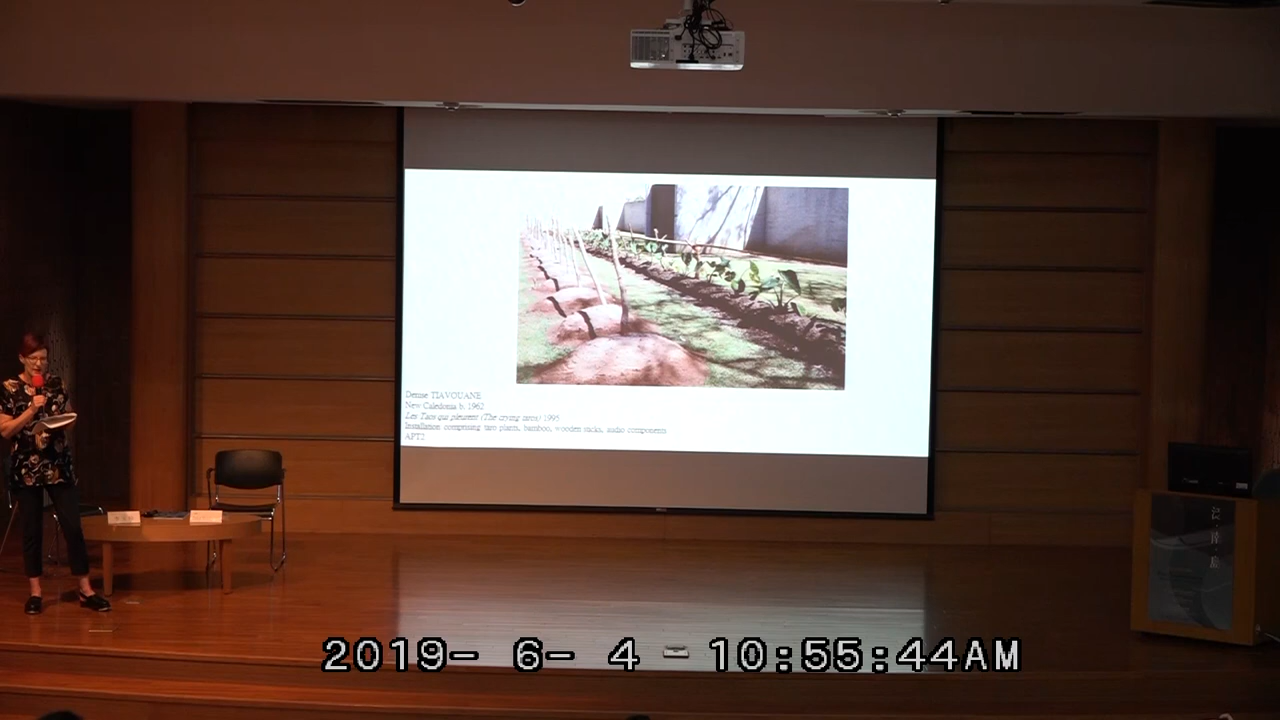 Denise TIAVOUANE
New Caledonia b. 1962
Les Taros qui pleurent (The crying taros) 1995
Installation comprising taro plants, bamboo, wooden sticks, audio components
APT2
2019- 6- 4 10:55:44AM